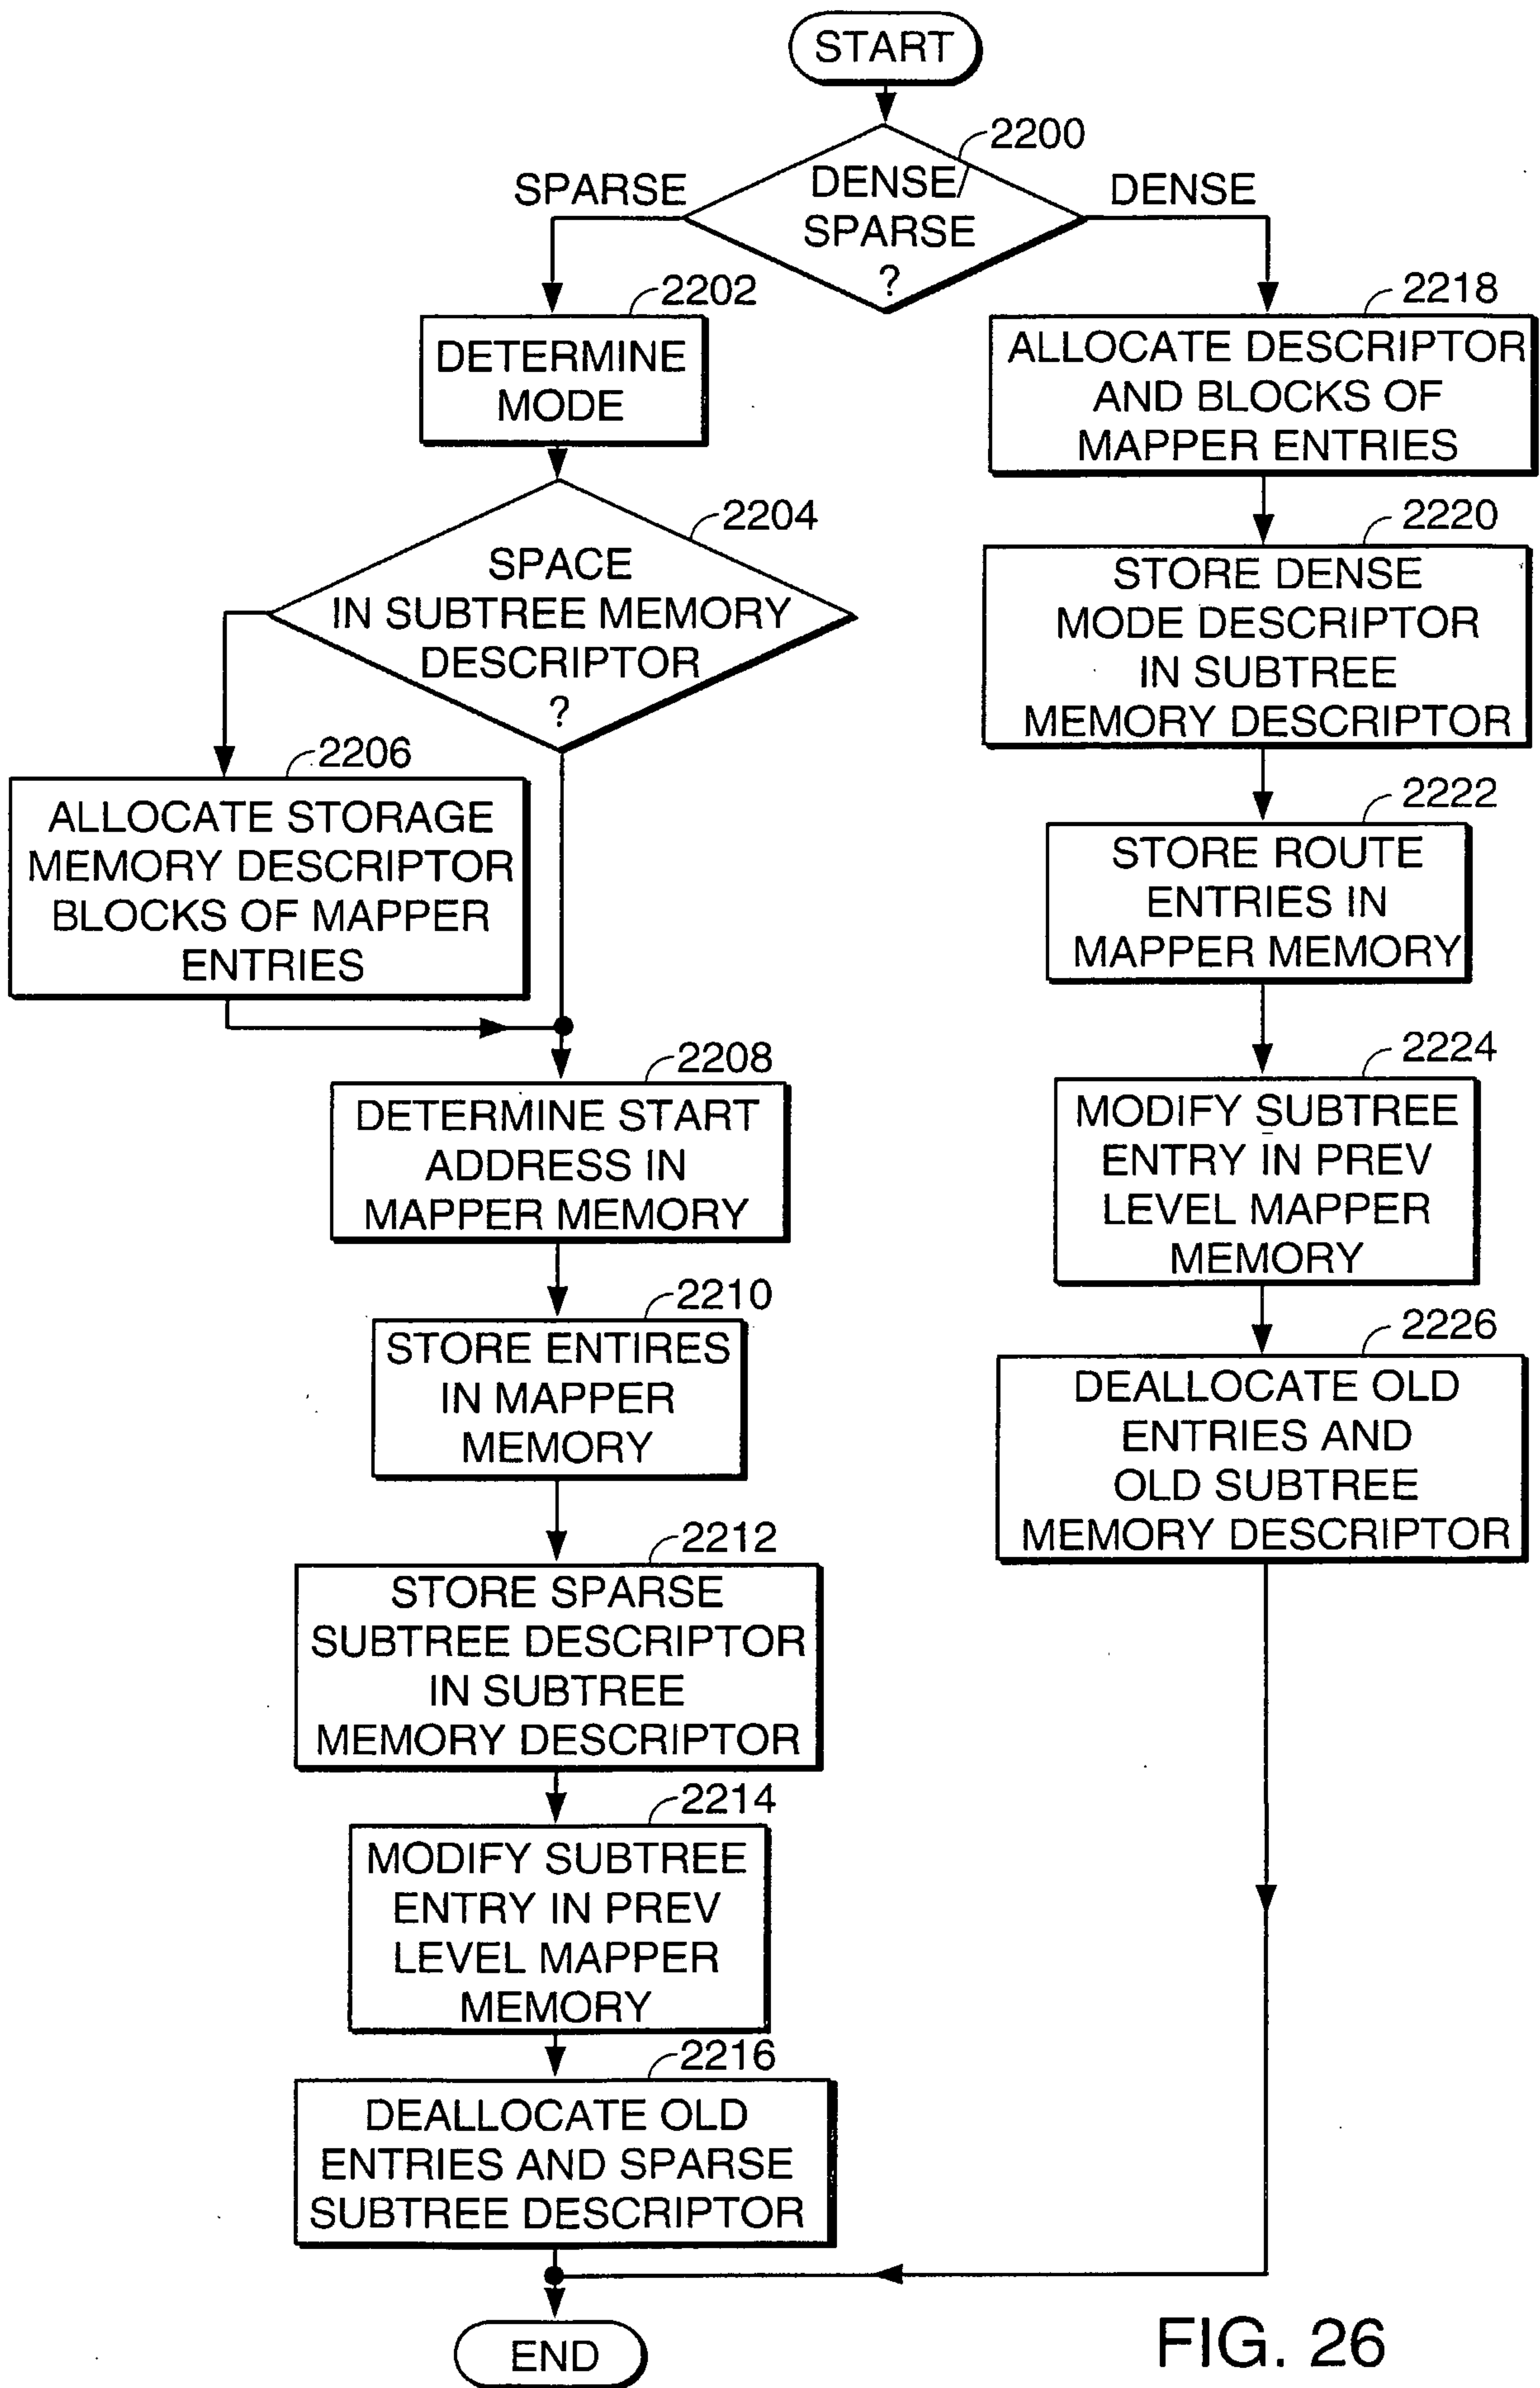 START
2200
DENSE/
SPARSE
?
SPARSE
DENSE
2202
DETERMINE
MODE
2204
SPACE
IN SUBTREE MEMORY
DESCRIPTOR
?
2206
ALLOCATE STORAGE
MEMORY DESCRIPTOR
BLOCKS OF MAPPER
ENTRIES
2208
DETERMINE START
ADDRESS IN
MAPPER MEMORY
2210
STORE ENTIRES
IN MAPPER
MEMORY
2212
STORE SPARSE
SUBTREE DESCRIPTOR
IN SUBTREE
MEMORY DESCRIPTOR
2214
MODIFY SUBTREE
ENTRY IN PREV
LEVEL MAPPER
MEMORY
2216
DEALLOCATE OLD
ENTRIES AND SPARSE
SUBTREE DESCRIPTOR
2218
ALLOCATE DESCRIPTOR
AND BLOCKS OF
MAPPER ENTRIES
2220
STORE DENSE
MODE DESCRIPTOR
IN SUBTREE
MEMORY DESCRIPTOR
2222
STORE ROUTE
ENTRIES IN
MAPPER MEMORY
2224
MODIFY SUBTREE
ENTRY IN PREV
LEVEL MAPPER
MEMORY
2226
DEALLOCATE OLD
ENTRIES AND
OLD SUBTREE
MEMORY DESCRIPTOR
END
FIG. 26